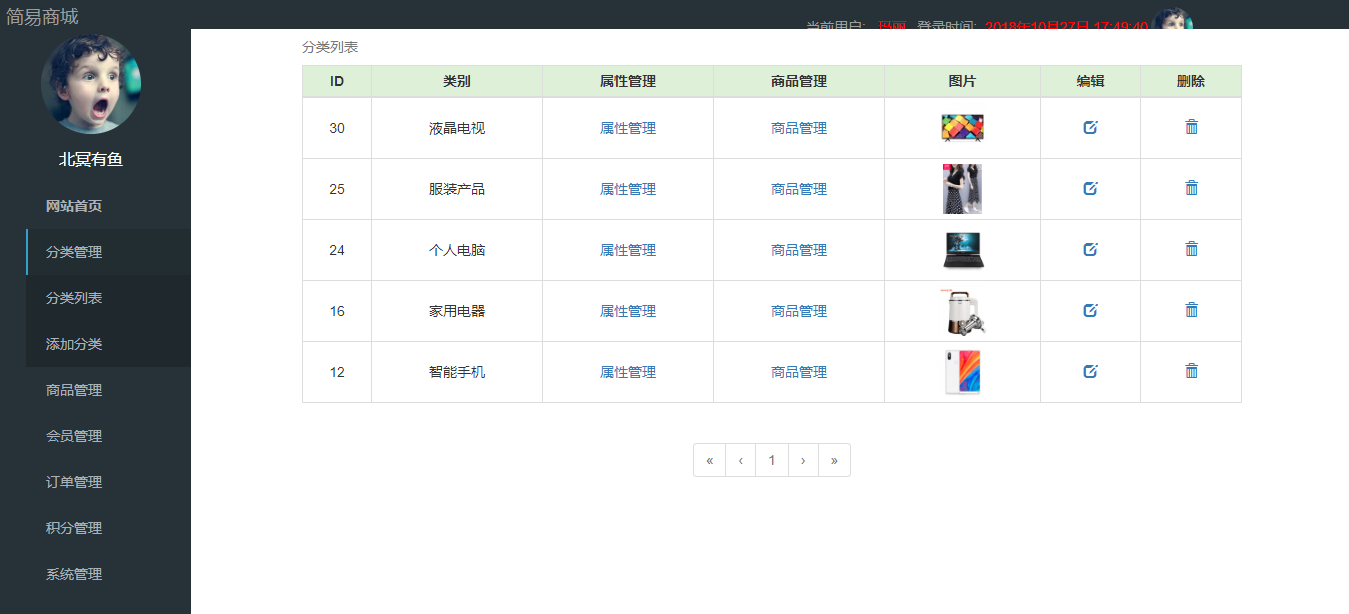 简易商城
当前用户: 玛丽 登录时间: 2018年10月27日 17:49:40
北冥有鱼
网站首页
分类管理
分类列表
添加分类
商品管理
会员管理
订单管理
积分管理
系统管理
分类列表
ID 类别 属性管理 商品管理 图片 编辑 删除
30 液晶电视 属性管理 商品管理
25 服装产品 属性管理 商品管理
24 个人电脑 属性管理 商品管理
16 家用电器 属性管理 商品管理
12 智能手机 属性管理 商品管理
« ‹ 1 › »